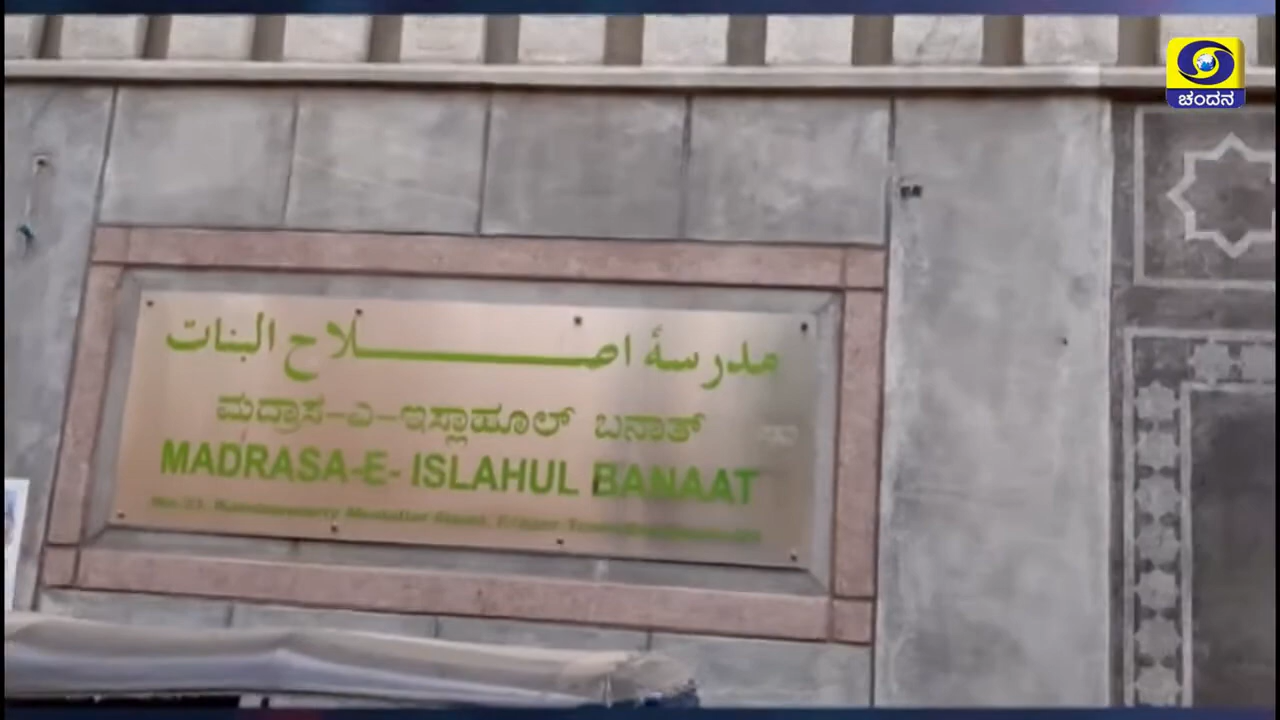 ಚಂದನ
مدرسۂ اصلاح البنات
ಮದ್ರಾಸ-ಎ-ಇಸ್ಲಾಹೂಲ್ ಬನಾತ್
MADRASA-E- ISLAHUL BANAAT